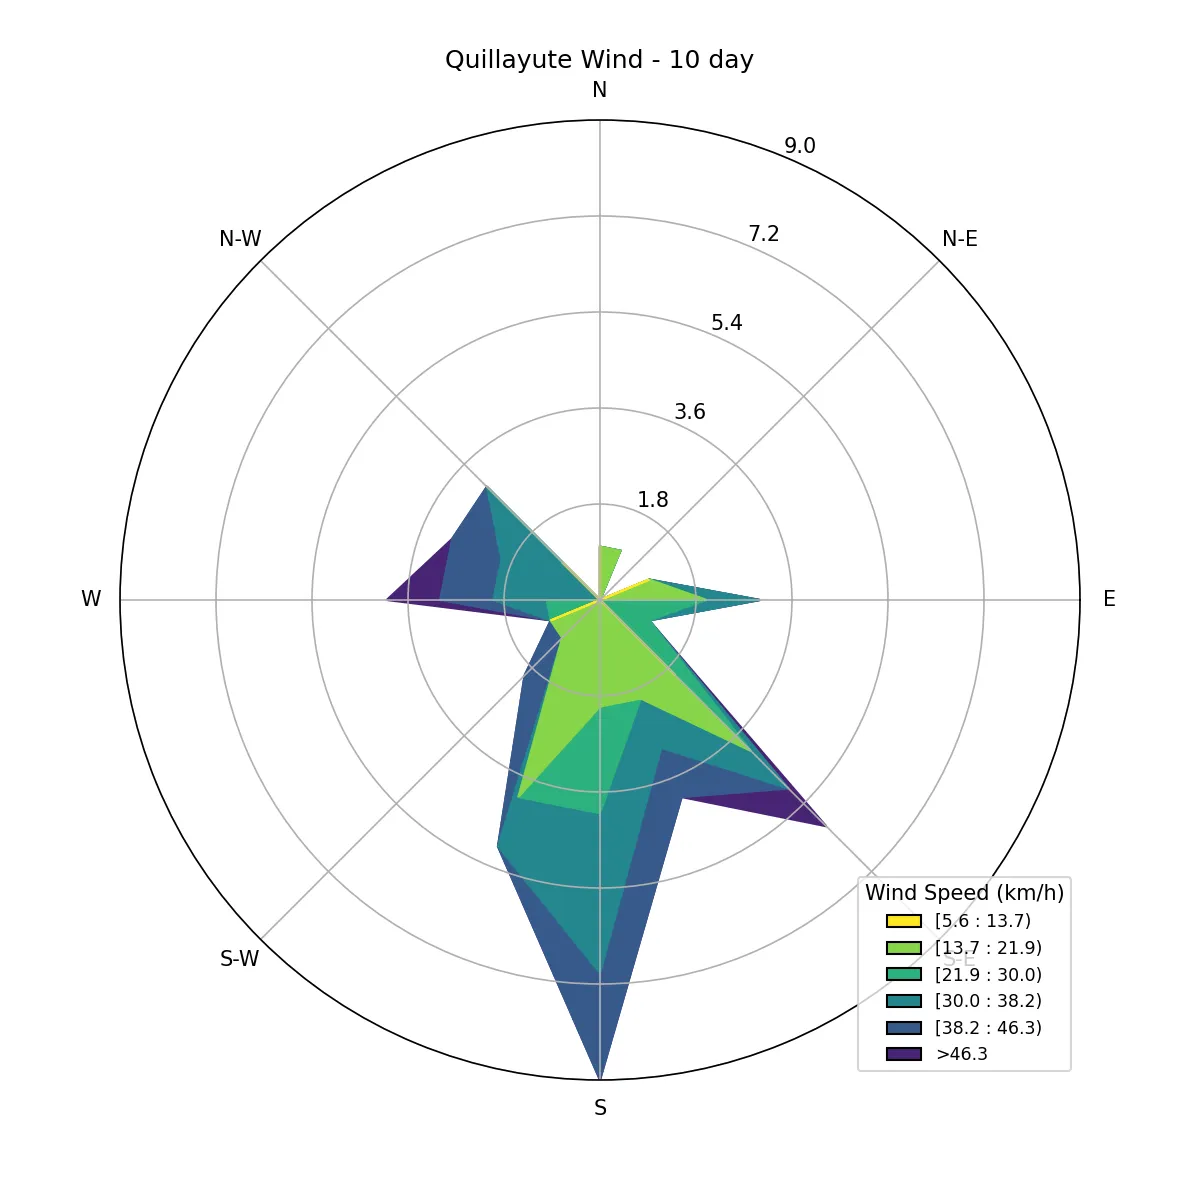 Quillayute Wind - 10 day
N
9.0
N-W
N-E
7.2
5.4
3.6
1.8
W
E
Wind Speed (km/h)
[5.6 : 13.7)
[13.7 : 21.9)
[21.9 : 30.0)
[30.0 : 38.2)
[38.2 : 46.3)
>46.3
S-W
S-E
S